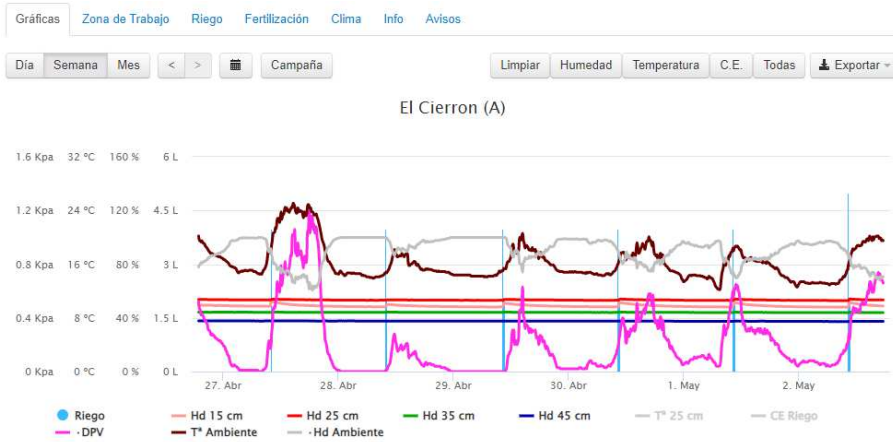 Gráficas Zona de Trabajo Riego Fertilización Clima Info Avisos
Día Semana Mes < > Campaña Limpiar Humedad Temperatura C.E. Todas Exportar
El Cierron (A)
1.6 Kpa 32 ºC 160 % 6 L
1.2 Kpa 24 ºC 120 % 4.5 L
0.8 Kpa 16 ºC 80 % 3 L
0.4 Kpa 8 ºC 40 % 1.5 L
0 Kpa 0 ºC 0 % 0 L
27. Abr 28. Abr 29. Abr 30. Abr 1. May 2. May
Riego Hd 15 cm Hd 25 cm Hd 35 cm Hd 45 cm Tª 25 cm CE Riego
DPV Tª Ambiente Hd Ambiente